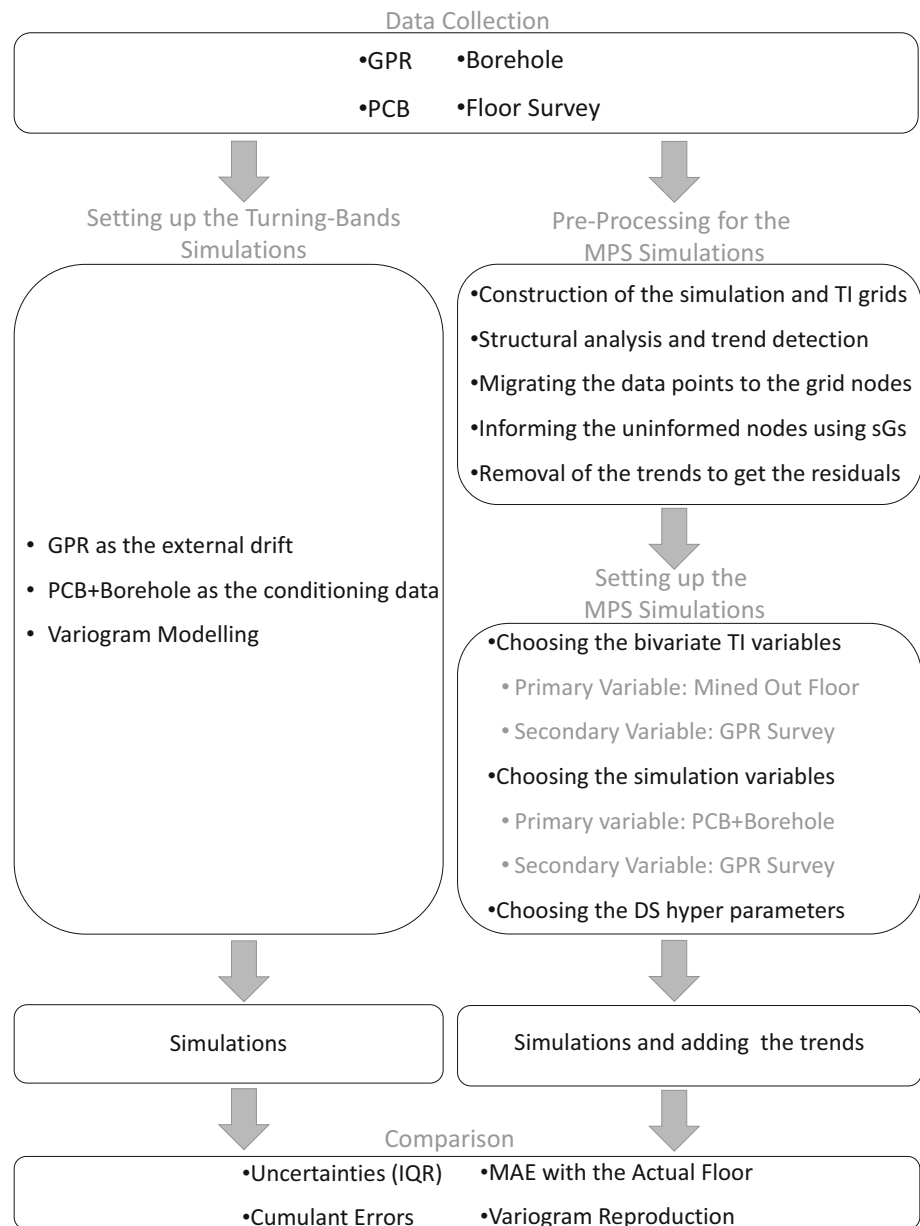 Data Collection
•GPR •Borehole
•PCB •Floor Survey
Setting up the Turning-Bands
Simulations
• GPR as the external drift
• PCB+Borehole as the conditioning data
• Variogram Modelling
Simulations
Pre-Processing for the
MPS Simulations
•Construction of the simulation and TI grids
•Structural analysis and trend detection
•Migrating the data points to the grid nodes
•Informing the uninformed nodes using sGs
•Removal of the trends to get the residuals
Setting up the
MPS Simulations
•Choosing the bivariate TI variables
• Primary Variable: Mined Out Floor
• Secondary Variable: GPR Survey
•Choosing the simulation variables
• Primary variable: PCB+Borehole
• Secondary Variable: GPR Survey
•Choosing the DS hyper parameters
Simulations and adding the trends
Comparison
•Uncertainties (IQR) •MAE with the Actual Floor
•Cumulant Errors •Variogram Reproduction